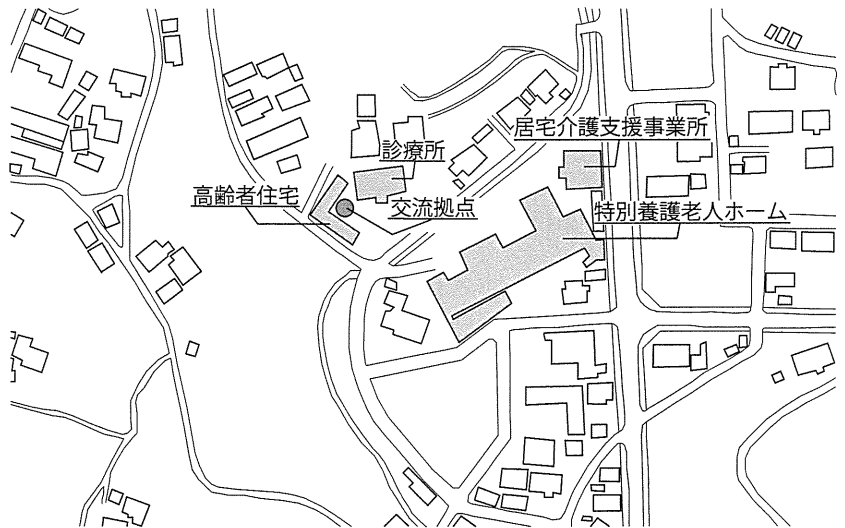 居宅介護支援事業所
診療所
高齢者住宅
交流拠点
特別養護老人ホーム